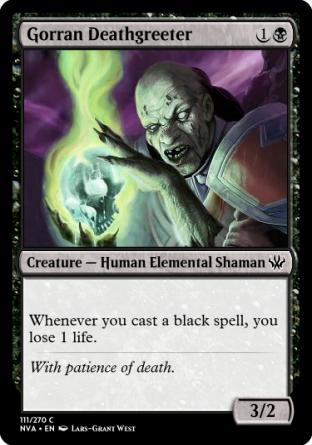 Gorran Deathgreeter 1
Creature — Human Elemental Shaman
Whenever you cast a black spell, you
lose 1 life.
With patience of death.
3/2
111/270 C
NVA • EN Lars-Grant West